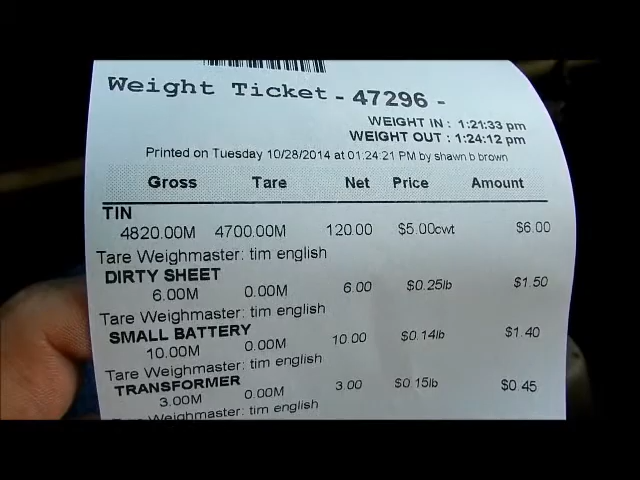 Weight Ticket - 47296 -
WEIGHT IN : 1:21:33 pm
WEIGHT OUT : 1:24:12 pm
Printed on Tuesday 10/28/2014 at 01:24:21 PM by shawn b brown
Gross Tare Net Price Amount
TIN
4820.00M 4700.00M 120.00 $5.00cwt $6.00
Tare Weighmaster: tim english
DIRTY SHEET
6.00M 0.00M 6.00 $0.25lb $1.50
Tare Weighmaster: tim english
SMALL BATTERY
10.00M 0.00M 10.00 $0.14lb $1.40
Tare Weighmaster: tim english
TRANSFORMER
3.00M 0.00M 3.00 $0.15lb $0.45
Tare Weighmaster: tim english